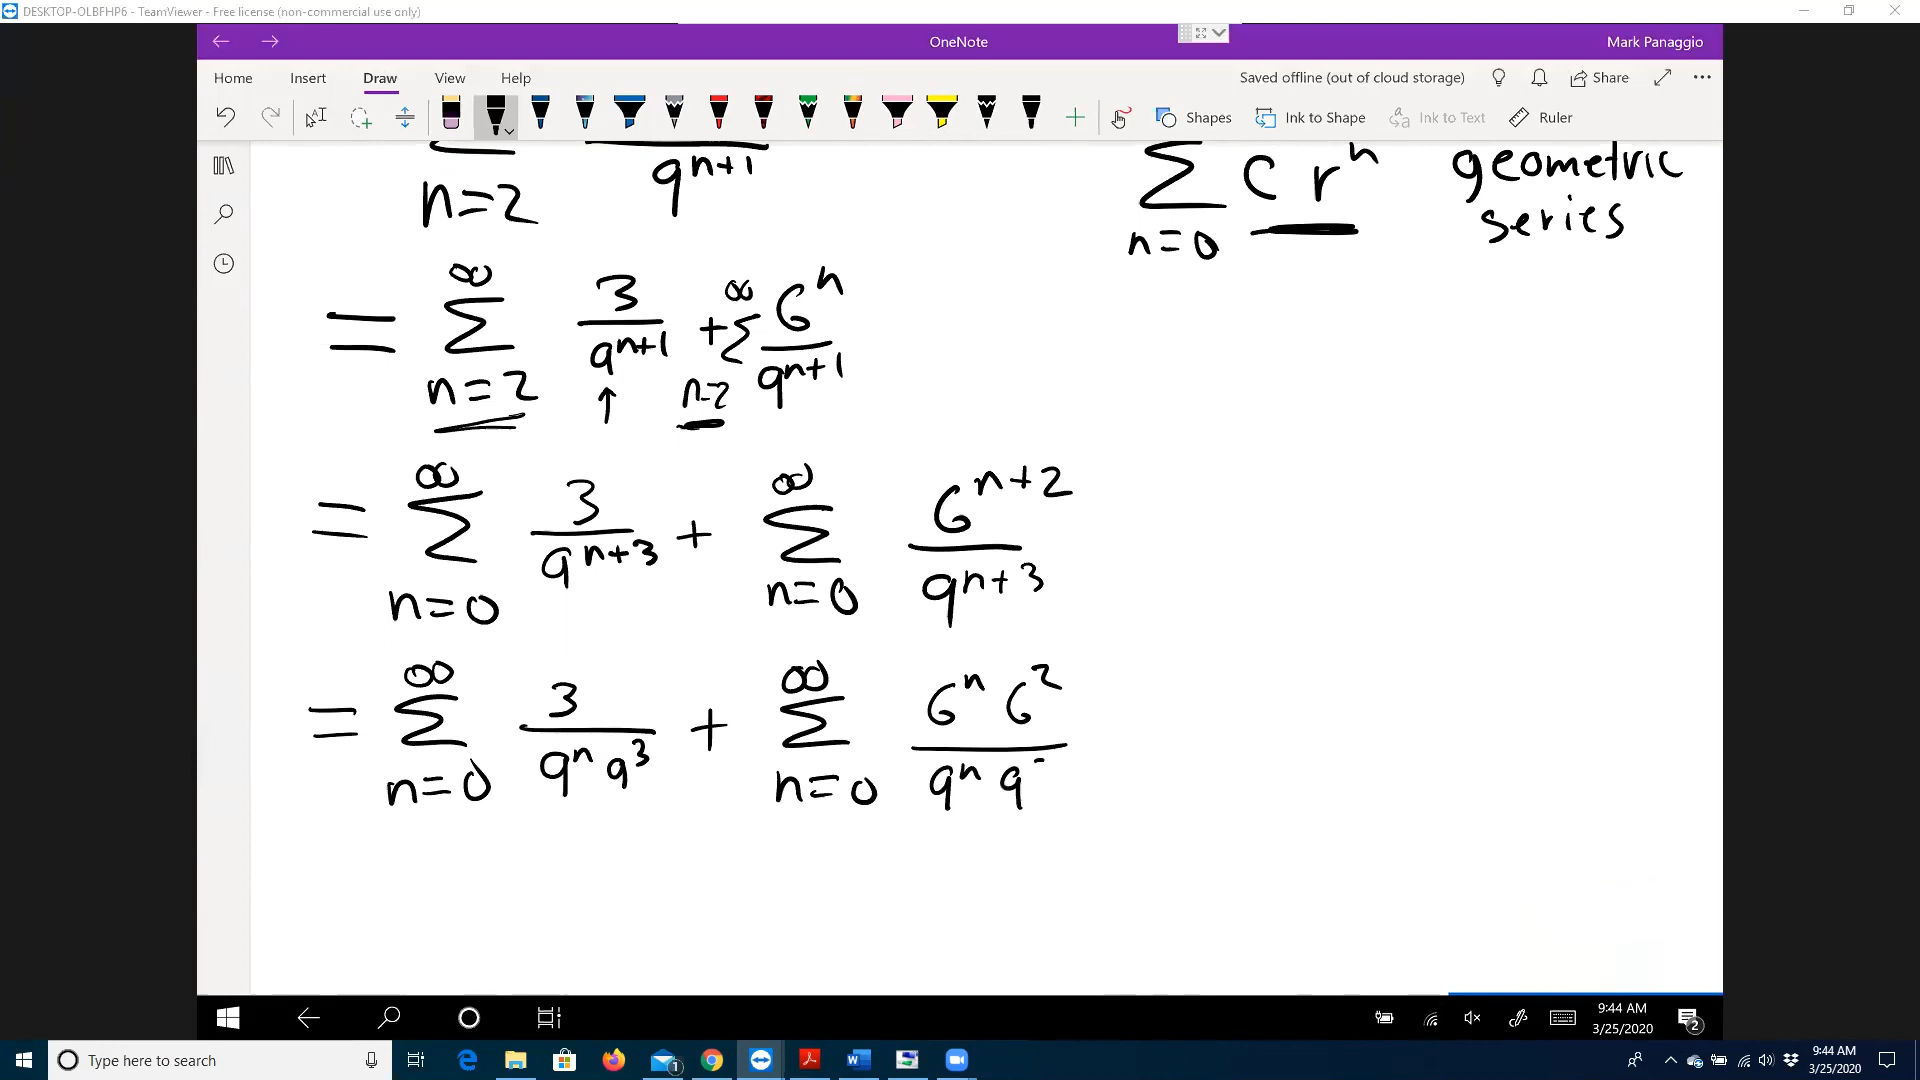 DESKTOP-OLBFHP6 - TeamViewer - Free license (non-commercial use only)
OneNote
Mark Panaggio
Home Insert Draw View Help
Saved offline (out of cloud storage)
Share
Shapes Ink to Shape Ink to Text Ruler
9^{n+1}
n=2
Σ c r^n geometric
n=0 series
= Σ_{n=2}^{∞} 3/9^{n+1} + Σ_{n=2}^{∞} 6^n/9^{n+1}
= Σ_{n=0}^{∞} 3/9^{n+3} + Σ_{n=0}^{∞} 6^{n+2}/9^{n+3}
= Σ_{n=0}^{∞} 3/(9^n 9^3) + Σ_{n=0}^{∞} (6^n 6^2)/(9^n 9
9:44 AM
3/25/2020
2
Type here to search
1
9:44 AM
3/25/2020